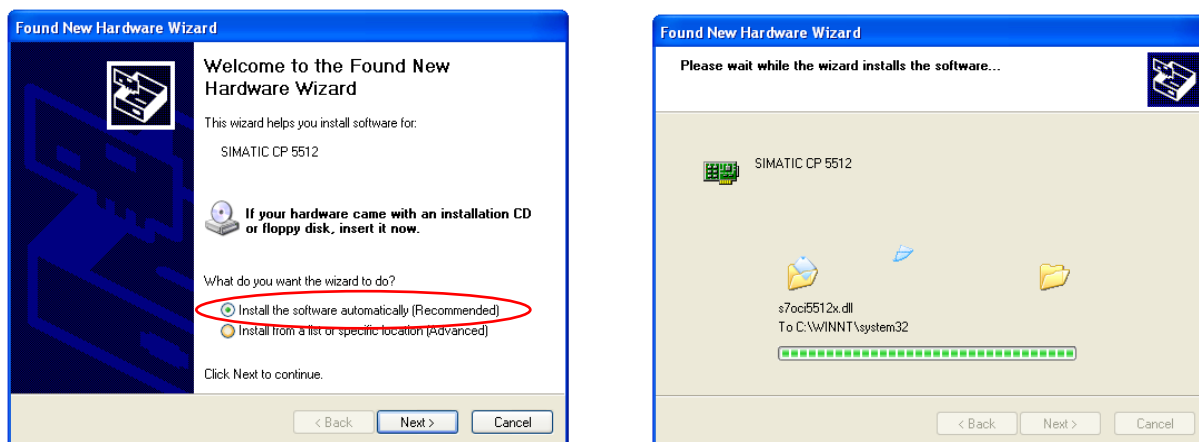 Found New Hardware Wizard
Welcome to the Found New
Hardware Wizard
This wizard helps you install software for:
SIMATIC CP 5512
If your hardware came with an installation CD
or floppy disk, insert it now.
What do you want the wizard to do?
Install the software automatically (Recommended)
Install from a list or specific location (Advanced)
Click Next to continue.
< Back
Next >
Cancel
Found New Hardware Wizard
Please wait while the wizard installs the software...
SIMATIC CP 5512
s7oci5512x.dll
To C:\WINNT\system32
< Back
Next >
Cancel